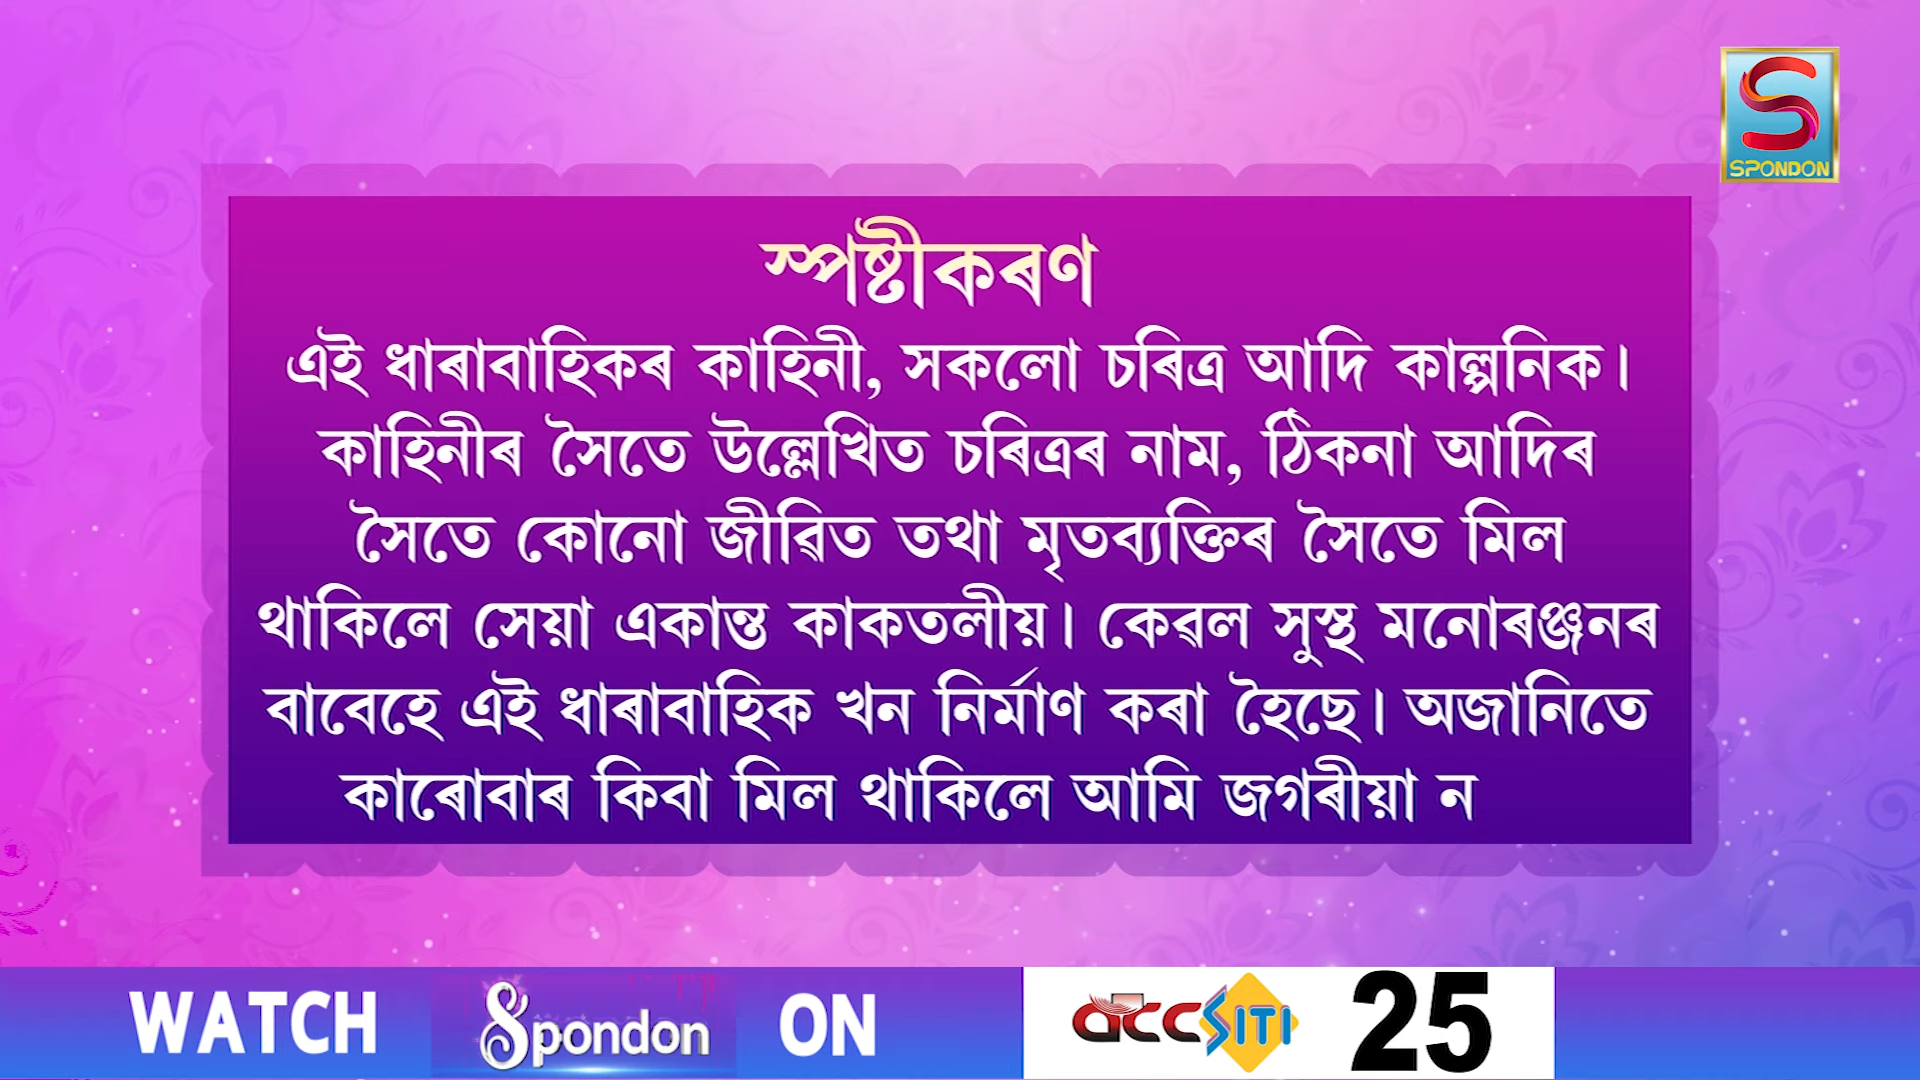 SPONDON
স্পষ্টীকৰণ
এই ধাৰাবাহিকৰ কাহিনী, সকলো চৰিত্ৰ আদি কাল্পনিক।
কাহিনীৰ সৈতে উল্লেখিত চৰিত্ৰৰ নাম, ঠিকনা আদিৰ
সৈতে কোনো জীৱিত তথা মৃতব্যক্তিৰ সৈতে মিল
থাকিলে সেয়া একান্ত কাকতলীয়। কেৱল সুস্থ মনোৰঞ্জনৰ
বাবেহে এই ধাৰাবাহিক খন নিৰ্মাণ কৰা হৈছে। অজানিতে
কাৰোবাৰ কিবা মিল থাকিলে আমি জগৰীয়া ন
WATCH Spondon ON acc SITI 25